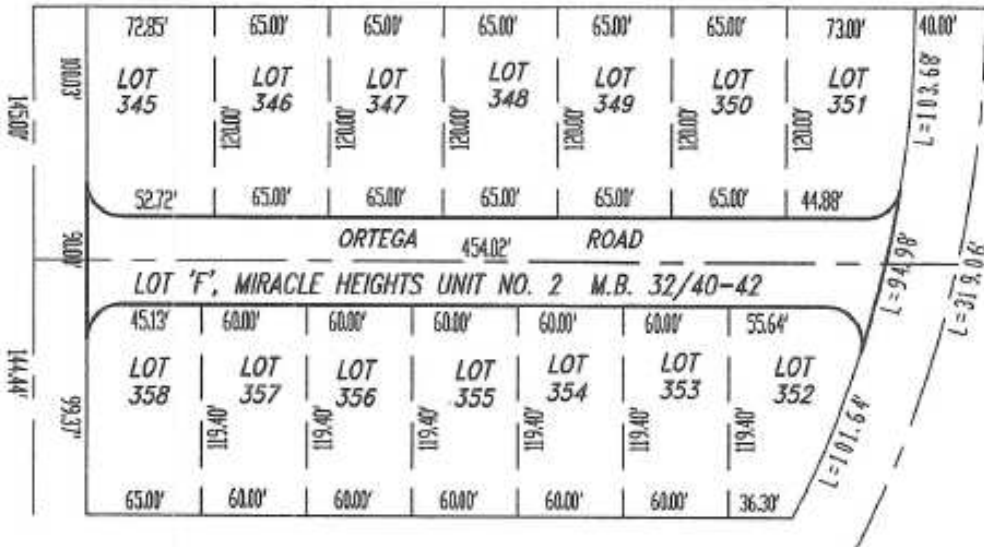 72.85' 65.00' 65.00' 65.00' 65.00' 65.00' 73.00' 40.00'
LOT LOT LOT LOT LOT LOT LOT
345 346 347 348 349 350 351
100.03'
145.00'
120.00' 120.00' 120.00' 120.00' 120.00' 120.00'
L=103.68'
52.72' 65.00' 65.00' 65.00' 65.00' 65.00' 44.88'
90.00'
ORTEGA 454.02' ROAD
L=94.98'
L=319.06'
LOT 'F', MIRACLE HEIGHTS UNIT NO. 2 M.B. 32/40-42
45.13' 60.00' 60.00' 60.00' 60.00' 60.00' 55.64'
LOT LOT LOT LOT LOT LOT LOT
358 357 356 355 354 353 352
144.44'
99.37'
119.40' 119.40' 119.40' 119.40' 119.40' 119.40'
L=101.64'
65.00' 60.00' 60.00' 60.00' 60.00' 60.00' 36.30'